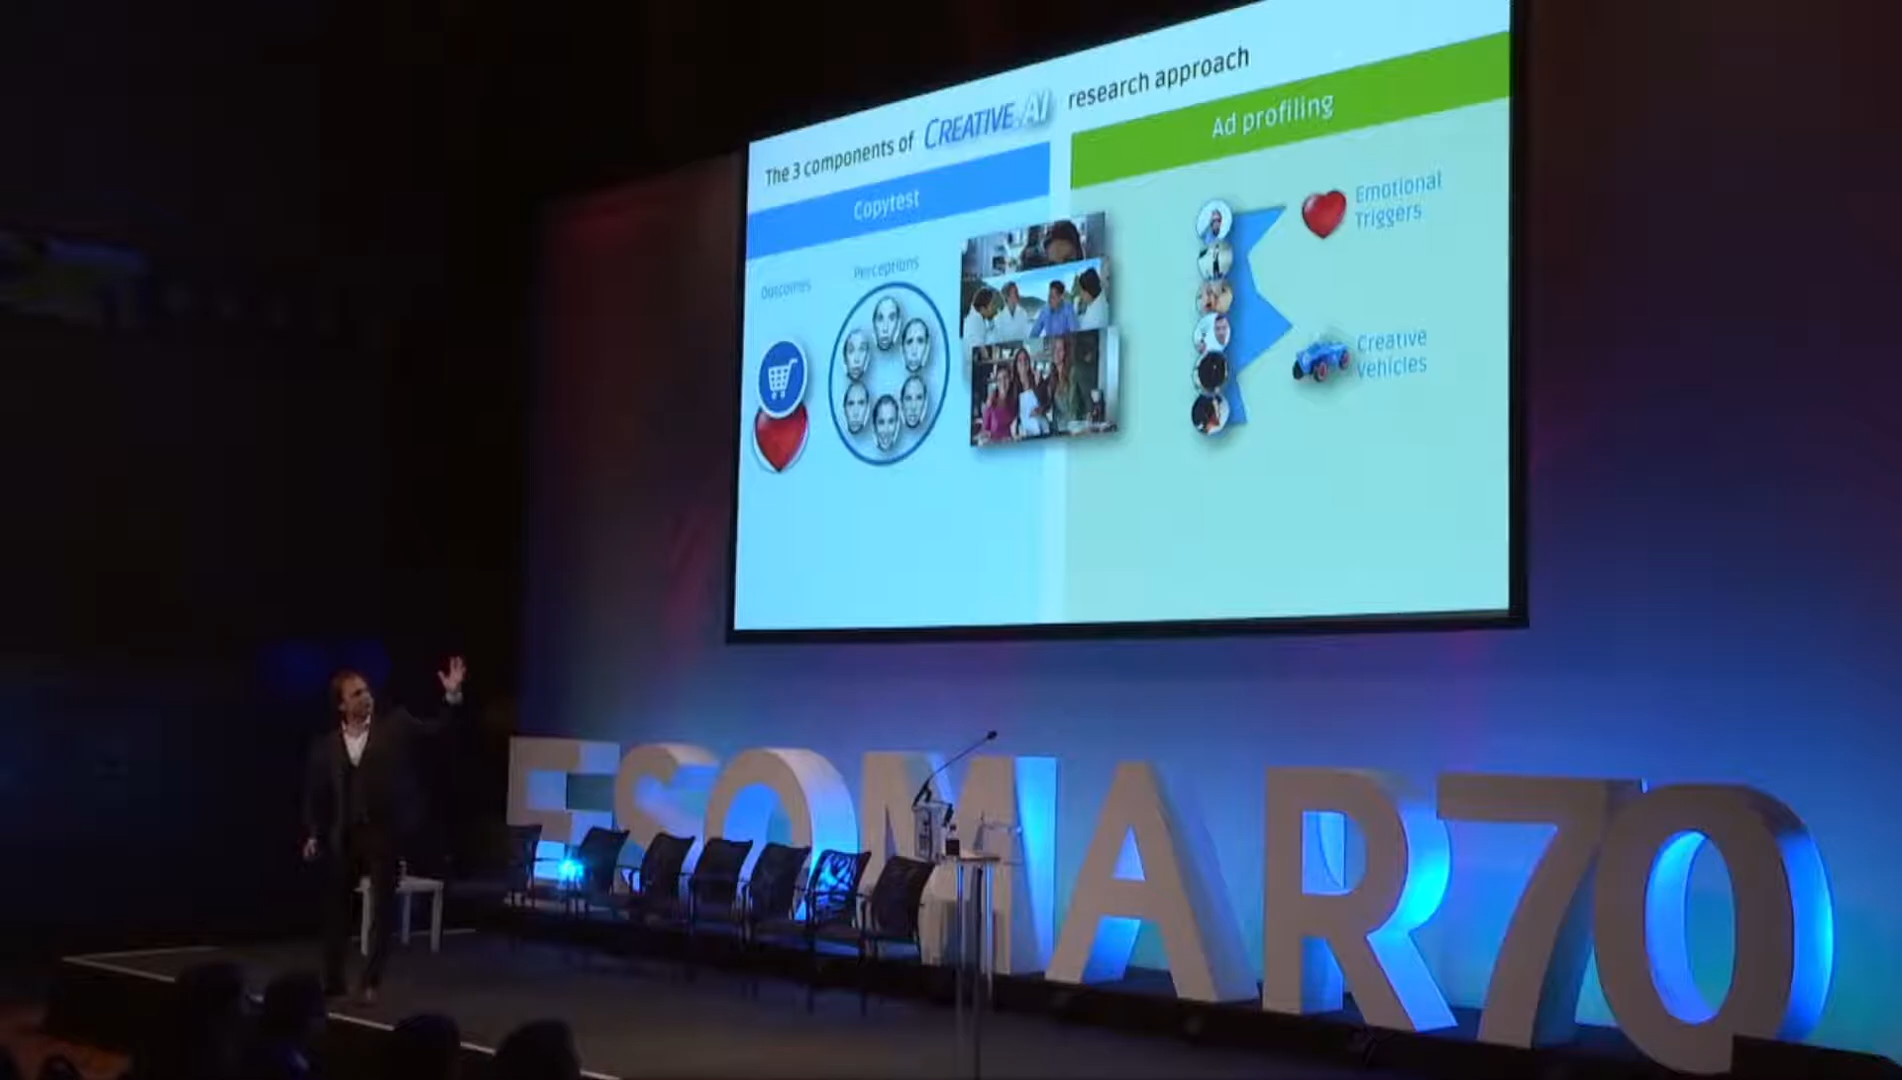 The 3 components of CREATIVE.AI research approach
Copytest
Ad profiling
Outcomes
Perceptions
Emotional
Triggers
Creative
Vehicles
ESOMAR70